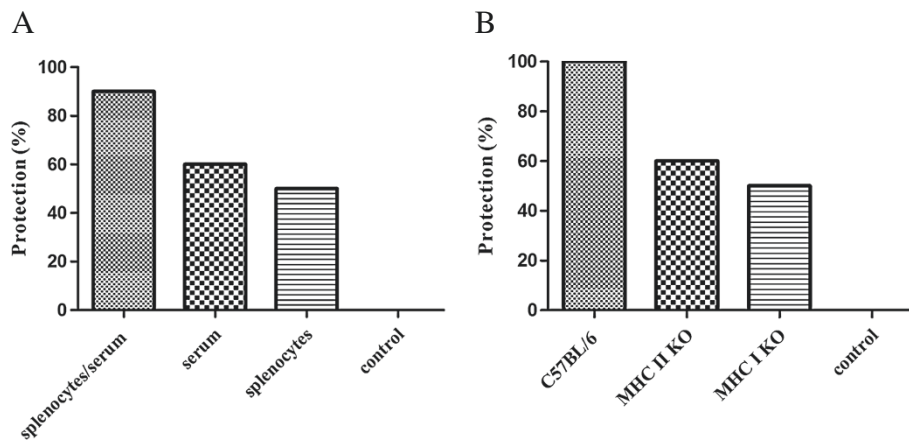 A
Protection (%)
100
80
60
40
20
0
splenocytes/serum
serum
splenocytes
control
B
Protection (%)
100
80
60
40
20
0
C57BL/6
MHC II KO
MHC I KO
control